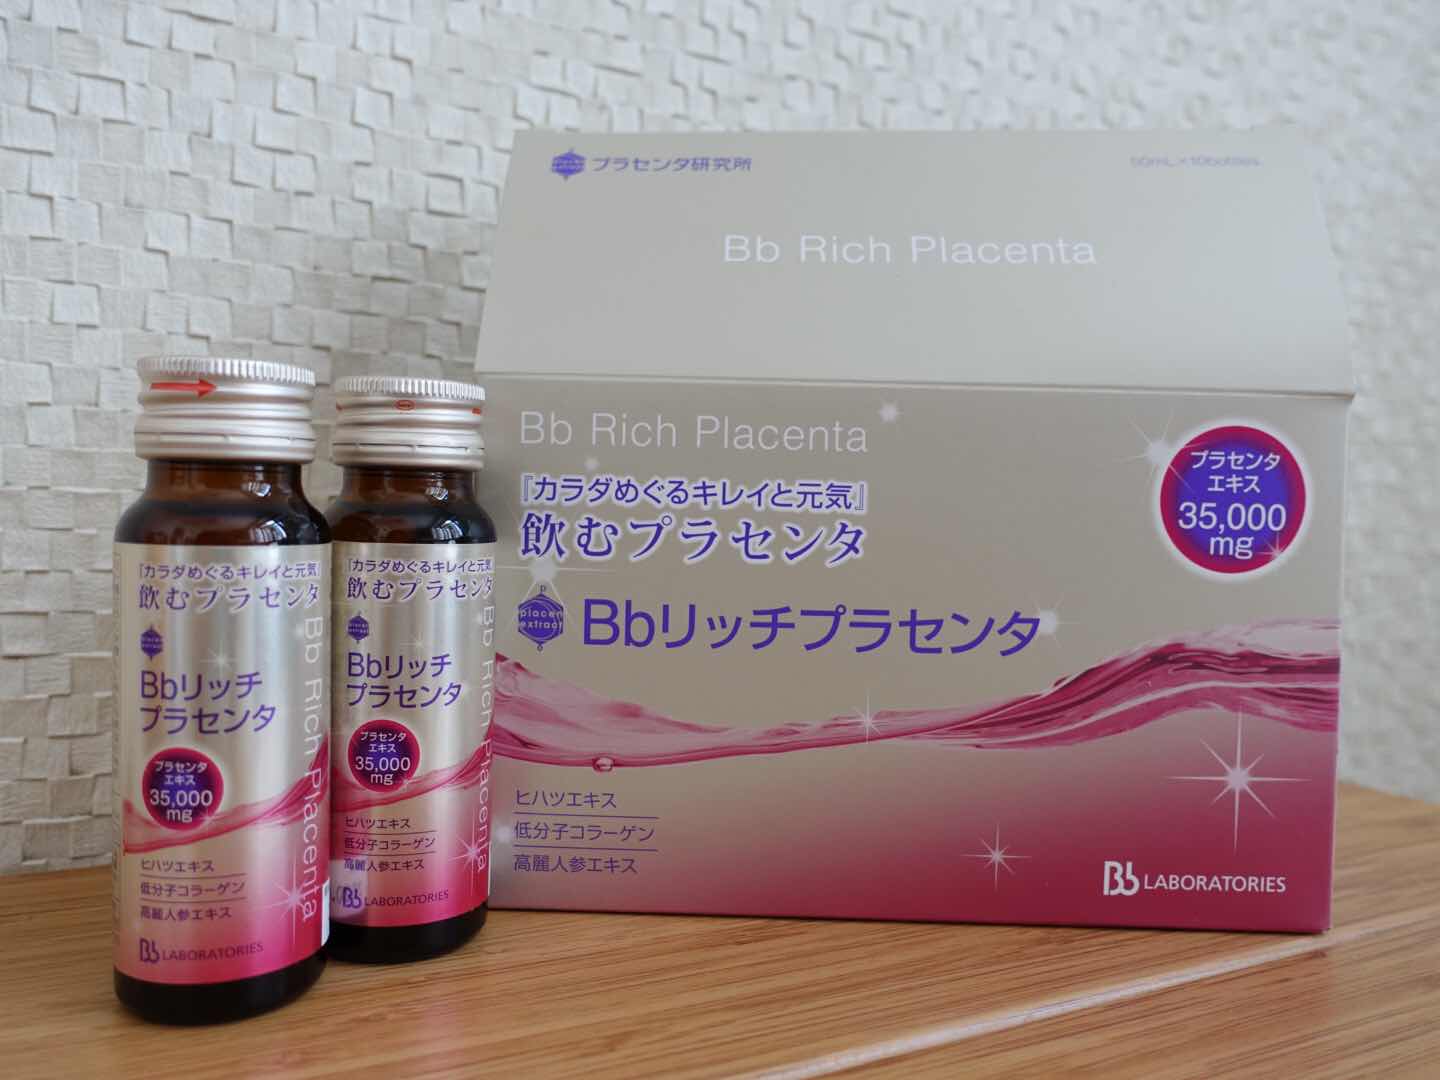 プラセンタ研究所
50mL×10bottles
Bb Rich Placenta
Bb Rich Placenta
『カラダめぐるキレイと元気』
飲むプラセンタ
placen
extract
Bbリッチプラセンタ
プラセンタ
エキス
35,000
mg
ヒハツエキス
低分子コラーゲン
高麗人参エキス
Bb LABORATORIES
『カラダめぐるキレイと元気』
飲むプラセンタ
Bbリッチ
プラセンタ
プラセンタ
エキス
35,000
mg
ヒハツエキス
低分子コラーゲン
高麗人参エキス
Bb LABORATORIES
Bb Rich Placenta
『カラダめぐるキレイと元気
飲むプラセンタ
Bbリッチ
プラセンタ
プラセンタ
エキス
35,000
mg
ヒハツエキス
低分子コラーゲン
高麗人参エキス
Bb LABORATORIES
Bb Rich Placenta